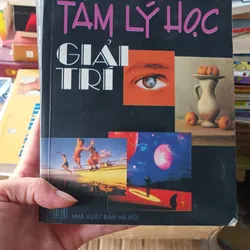 TÂM LÝ HỌC
GIẢI
TRÍ
NHÀ XUẤT BẢN HÀ NỘI